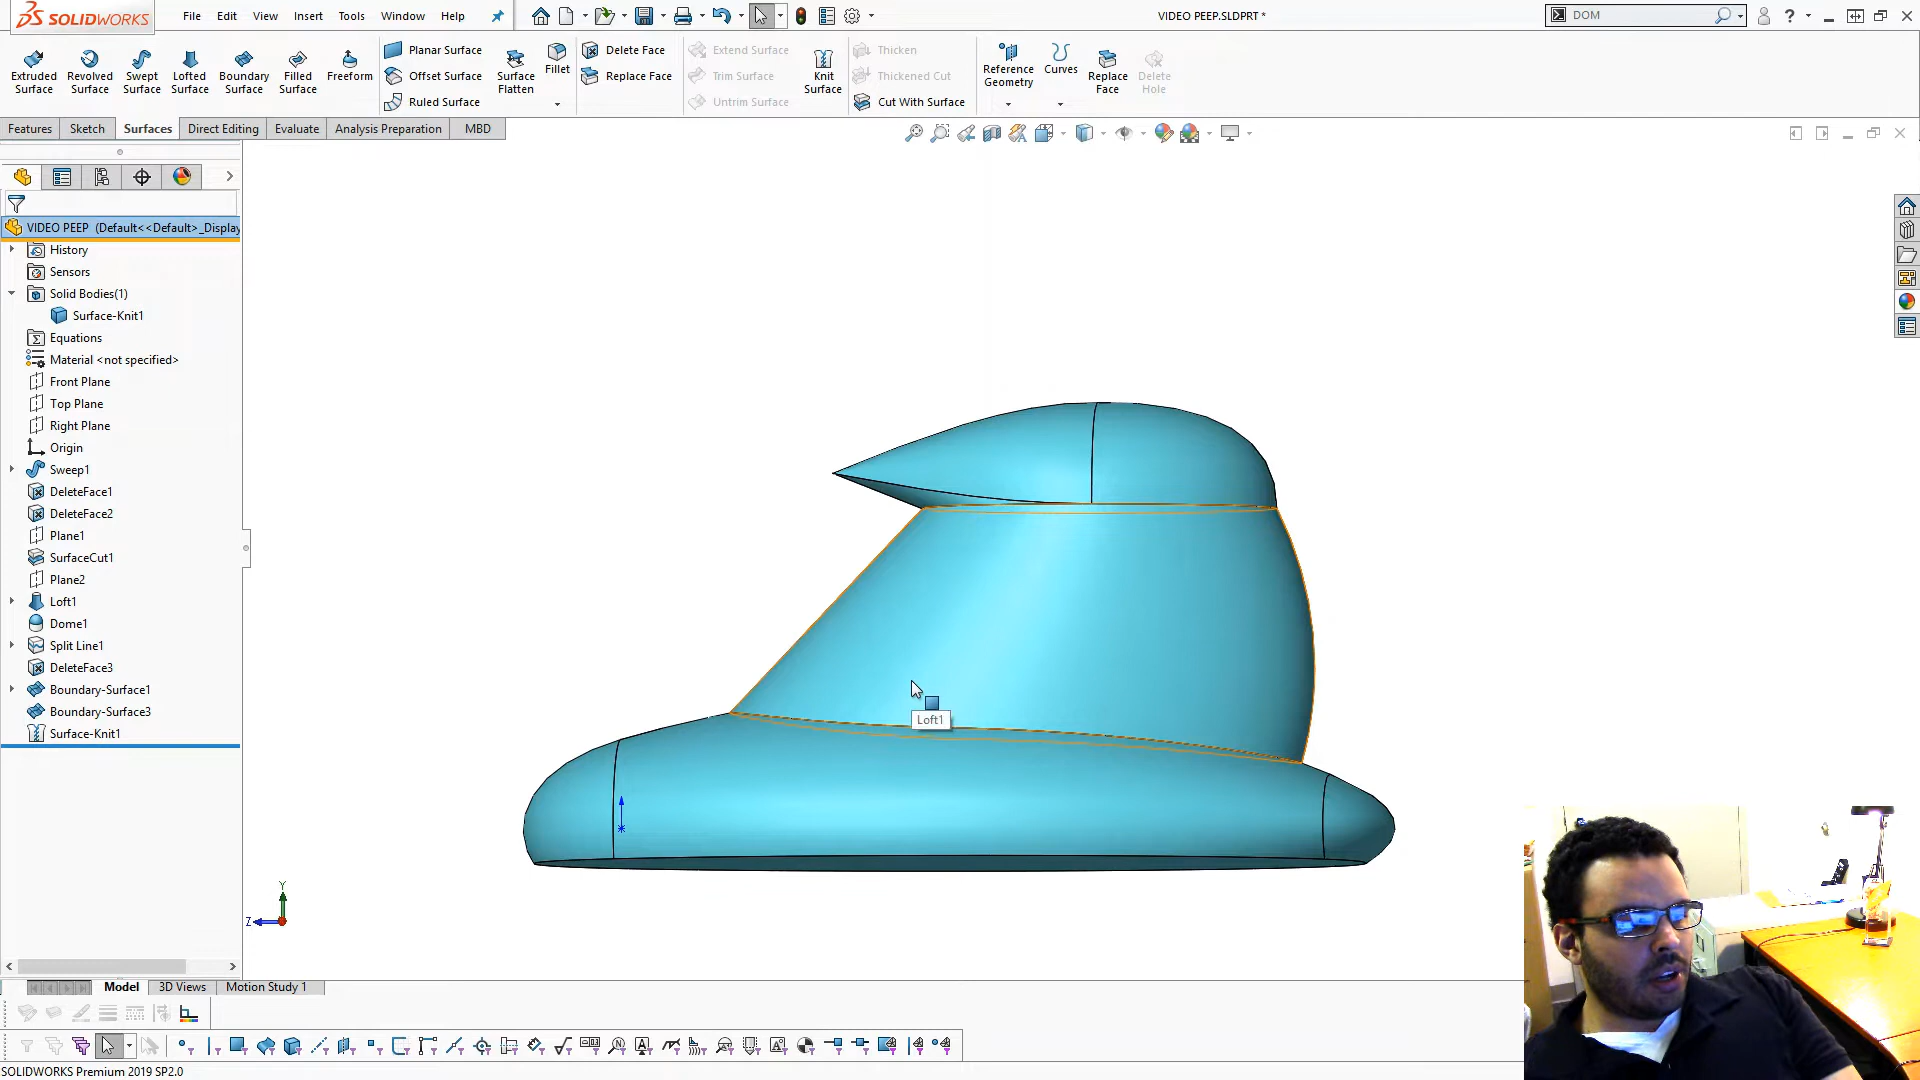 SOLIDWORKS
File Edit View Insert Tools Window Help
VIDEO PEEP.SLDPRT *
DOM
Extruded Surface
Revolved Surface
Swept Surface
Lofted Surface
Boundary Surface
Filled Surface
Freeform
Planar Surface
Offset Surface
Ruled Surface
Surface Flatten
Fillet
Delete Face
Replace Face
Extend Surface
Trim Surface
Untrim Surface
Knit Surface
Thicken
Thickened Cut
Cut With Surface
Reference Geometry
Curves
Replace Face
Delete Hole
Features Sketch Surfaces Direct Editing Evaluate Analysis Preparation MBD
VIDEO PEEP (Default<<Default>_Display
History
Sensors
Solid Bodies(1)
Surface-Knit1
Equations
Material <not specified>
Front Plane
Top Plane
Right Plane
Origin
Sweep1
DeleteFace1
DeleteFace2
Plane1
SurfaceCut1
Plane2
Loft1
Dome1
Split Line1
DeleteFace3
Boundary-Surface1
Boundary-Surface3
Surface-Knit1
Loft1
Y
Z
Model 3D Views Motion Study 1
SOLIDWORKS Premium 2019 SP2.0